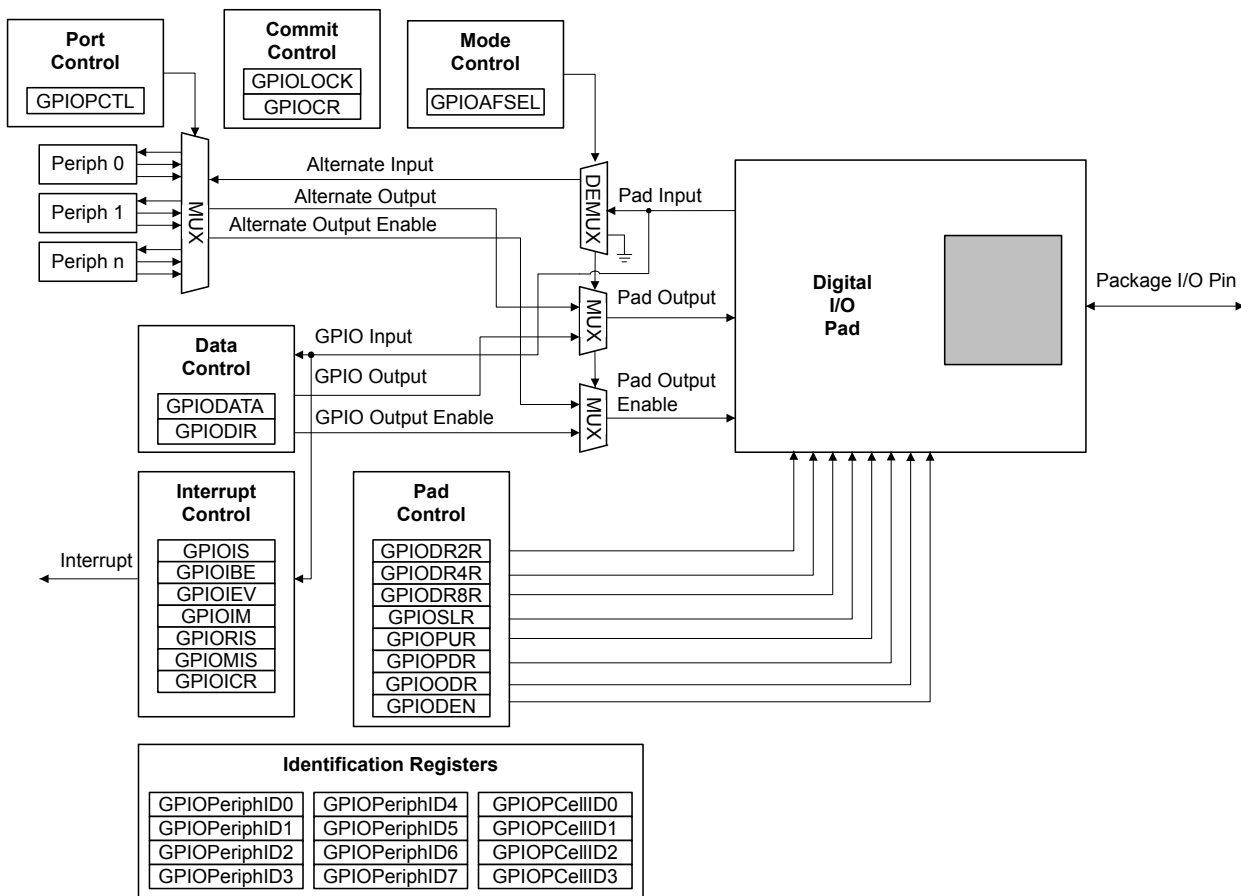 Port
Control
GPIOPCTL
Commit
Control
GPIOLOCK
GPIOCR
Mode
Control
GPIOAFSEL
Periph 0
Periph 1
Periph n
MUX
Alternate Input
Alternate Output
Alternate Output Enable
DEMUX
Pad Input
MUX
Pad Output
MUX
Pad Output
Enable
Digital
I/O
Pad
Package I/O Pin
Data
Control
GPIODATA
GPIODIR
GPIO Input
GPIO Output
GPIO Output Enable
Interrupt
Control
GPIOIS
GPIOIBE
GPIOIEV
GPIOIM
GPIORIS
GPIOMIS
GPIOICR
Interrupt
Pad
Control
GPIODR2R
GPIODR4R
GPIODR8R
GPIOSLR
GPIOPUR
GPIOPDR
GPIOODR
GPIODEN
Identification Registers
GPIOPeriphID0
GPIOPeriphID1
GPIOPeriphID2
GPIOPeriphID3
GPIOPeriphID4
GPIOPeriphID5
GPIOPeriphID6
GPIOPeriphID7
GPIOPCellID0
GPIOPCellID1
GPIOPCellID2
GPIOPCellID3